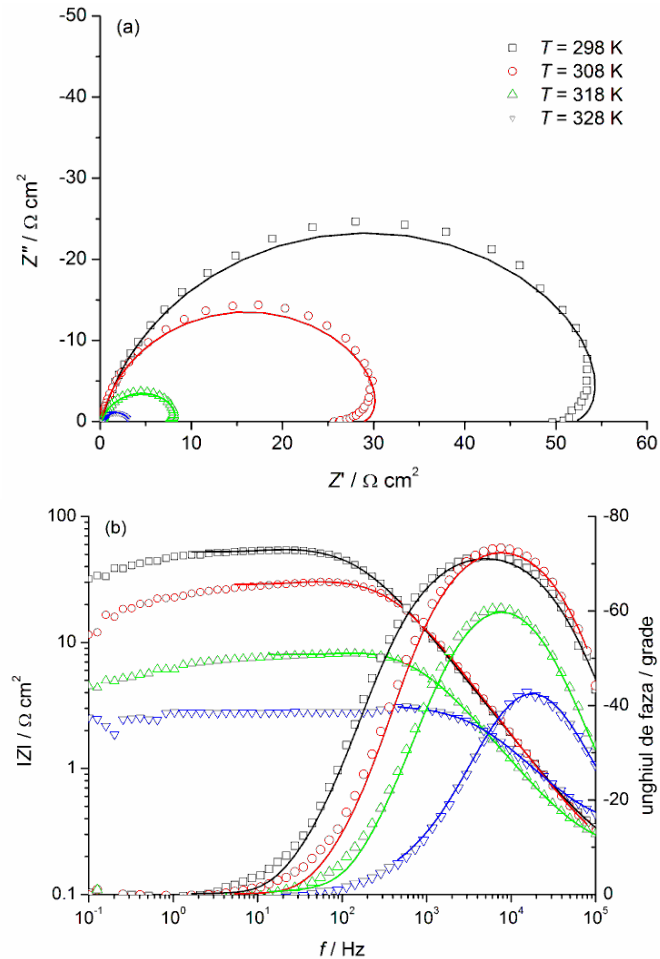 (a)
T = 298 K
T = 308 K
T = 318 K
T = 328 K
-50
-40
-30
-20
-10
0
Z'' / Ω cm²
0 10 20 30 40 50 60
Z' / Ω cm²
(b)
100
10
1
0.1
|Z| / Ω cm²
-80
-60
-40
-20
0
unghiul de faza / grade
10⁻¹ 10⁰ 10¹ 10² 10³ 10⁴ 10⁵
f / Hz